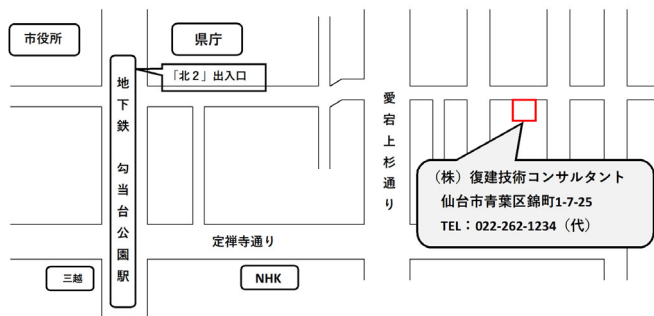 市役所
県庁
「北２」出入口
地下鉄 勾当台公園駅
愛宕上杉通り
（株）復建技術コンサルタント
仙台市青葉区錦町1-7-25
TEL：022-262-1234（代）
定禅寺通り
三越
NHK